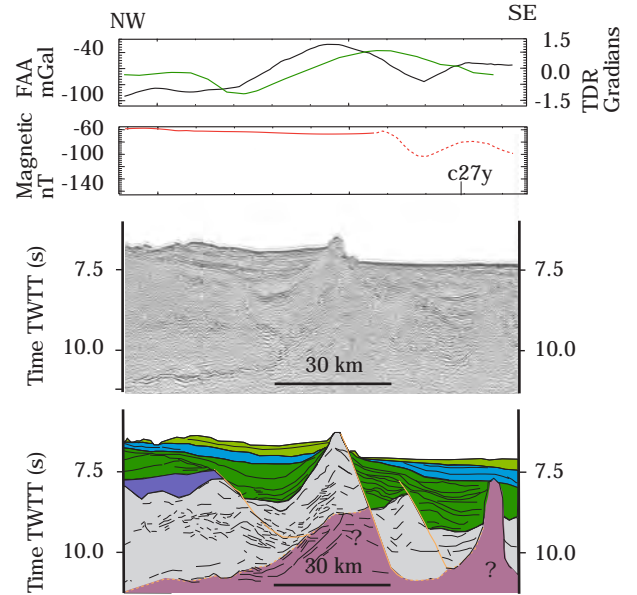 NW
SE
FAA
mGal
-40
-100
1.5
0.0
-1.5
TDR
Gradians
Magnetic
nT
-60
-100
-140
c27y
Time TWTT (s)
7.5
10.0
7.5
10.0
30 km
Time TWTT (s)
7.5
10.0
7.5
10.0
?
?
30 km